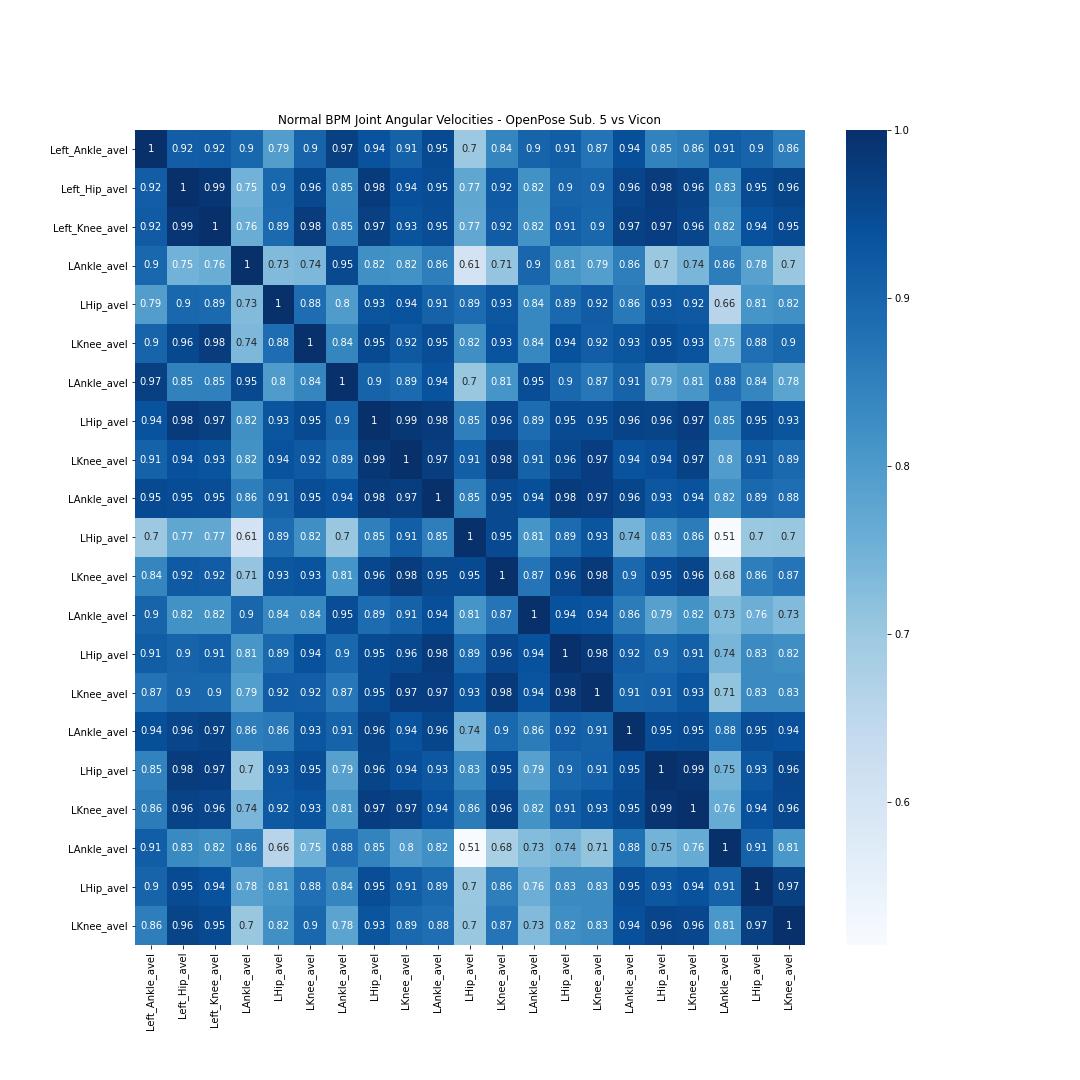 Normal BPM Joint Angular Velocities - OpenPose Sub. 5 vs Vicon
Left_Ankle_avel 1 0.92 0.92 0.9 0.79 0.9 0.97 0.94 0.91 0.95 0.7 0.84 0.9 0.91 0.87 0.94 0.85 0.86 0.91 0.9 0.86
Left_Hip_avel 0.92 1 0.99 0.75 0.9 0.96 0.85 0.98 0.94 0.95 0.77 0.92 0.82 0.9 0.9 0.96 0.98 0.96 0.83 0.95 0.96
Left_Knee_avel 0.92 0.99 1 0.76 0.89 0.98 0.85 0.97 0.93 0.95 0.77 0.92 0.82 0.91 0.9 0.97 0.97 0.96 0.82 0.94 0.95
LAnkle_avel 0.9 0.75 0.76 1 0.73 0.74 0.95 0.82 0.82 0.86 0.61 0.71 0.9 0.81 0.79 0.86 0.7 0.74 0.86 0.78 0.7
LHip_avel 0.79 0.9 0.89 0.73 1 0.88 0.8 0.93 0.94 0.91 0.89 0.93 0.84 0.89 0.92 0.86 0.93 0.92 0.66 0.81 0.82
LKnee_avel 0.9 0.96 0.98 0.74 0.88 1 0.84 0.95 0.92 0.95 0.82 0.93 0.84 0.94 0.92 0.93 0.95 0.93 0.75 0.88 0.9
LAnkle_avel 0.97 0.85 0.85 0.95 0.8 0.84 1 0.9 0.89 0.94 0.7 0.81 0.95 0.9 0.87 0.91 0.79 0.81 0.88 0.84 0.78
LHip_avel 0.94 0.98 0.97 0.82 0.93 0.95 0.9 1 0.99 0.98 0.85 0.96 0.89 0.95 0.95 0.96 0.96 0.97 0.85 0.95 0.93
LKnee_avel 0.91 0.94 0.93 0.82 0.94 0.92 0.89 0.99 1 0.97 0.91 0.98 0.91 0.96 0.97 0.94 0.94 0.97 0.8 0.91 0.89
LAnkle_avel 0.95 0.95 0.95 0.86 0.91 0.95 0.94 0.98 0.97 1 0.85 0.95 0.94 0.98 0.97 0.96 0.93 0.94 0.82 0.89 0.88
LHip_avel 0.7 0.77 0.77 0.61 0.89 0.82 0.7 0.85 0.91 0.85 1 0.95 0.81 0.89 0.93 0.74 0.83 0.86 0.51 0.7 0.7
LKnee_avel 0.84 0.92 0.92 0.71 0.93 0.93 0.81 0.96 0.98 0.95 0.95 1 0.87 0.96 0.98 0.9 0.95 0.96 0.68 0.86 0.87
LAnkle_avel 0.9 0.82 0.82 0.9 0.84 0.84 0.95 0.89 0.91 0.94 0.81 0.87 1 0.94 0.94 0.86 0.79 0.82 0.73 0.76 0.73
LHip_avel 0.91 0.9 0.91 0.81 0.89 0.94 0.9 0.95 0.96 0.98 0.89 0.96 0.94 1 0.98 0.92 0.9 0.91 0.74 0.83 0.82
LKnee_avel 0.87 0.9 0.9 0.79 0.92 0.92 0.87 0.95 0.97 0.97 0.93 0.98 0.94 0.98 1 0.91 0.91 0.93 0.71 0.83 0.83
LAnkle_avel 0.94 0.96 0.97 0.86 0.86 0.93 0.91 0.96 0.94 0.96 0.74 0.9 0.86 0.92 0.91 1 0.95 0.95 0.88 0.95 0.94
LHip_avel 0.85 0.98 0.97 0.7 0.93 0.95 0.79 0.96 0.94 0.93 0.83 0.95 0.79 0.9 0.91 0.95 1 0.99 0.75 0.93 0.96
LKnee_avel 0.86 0.96 0.96 0.74 0.92 0.93 0.81 0.97 0.97 0.94 0.86 0.96 0.82 0.91 0.93 0.95 0.99 1 0.76 0.94 0.96
LAnkle_avel 0.91 0.83 0.82 0.86 0.66 0.75 0.88 0.85 0.8 0.82 0.51 0.68 0.73 0.74 0.71 0.88 0.75 0.76 1 0.91 0.81
LHip_avel 0.9 0.95 0.94 0.78 0.81 0.88 0.84 0.95 0.91 0.89 0.7 0.86 0.76 0.83 0.83 0.95 0.93 0.94 0.91 1 0.97
LKnee_avel 0.86 0.96 0.95 0.7 0.82 0.9 0.78 0.93 0.89 0.88 0.7 0.87 0.73 0.82 0.83 0.94 0.96 0.96 0.81 0.97 1
Left_Ankle_avel
Left_Hip_avel
Left_Knee_avel
LAnkle_avel
LHip_avel
LKnee_avel
LAnkle_avel
LHip_avel
LKnee_avel
LAnkle_avel
LHip_avel
LKnee_avel
LAnkle_avel
LHip_avel
LKnee_avel
LAnkle_avel
LHip_avel
LKnee_avel
LAnkle_avel
LHip_avel
LKnee_avel
1.0
0.9
0.8
0.7
0.6